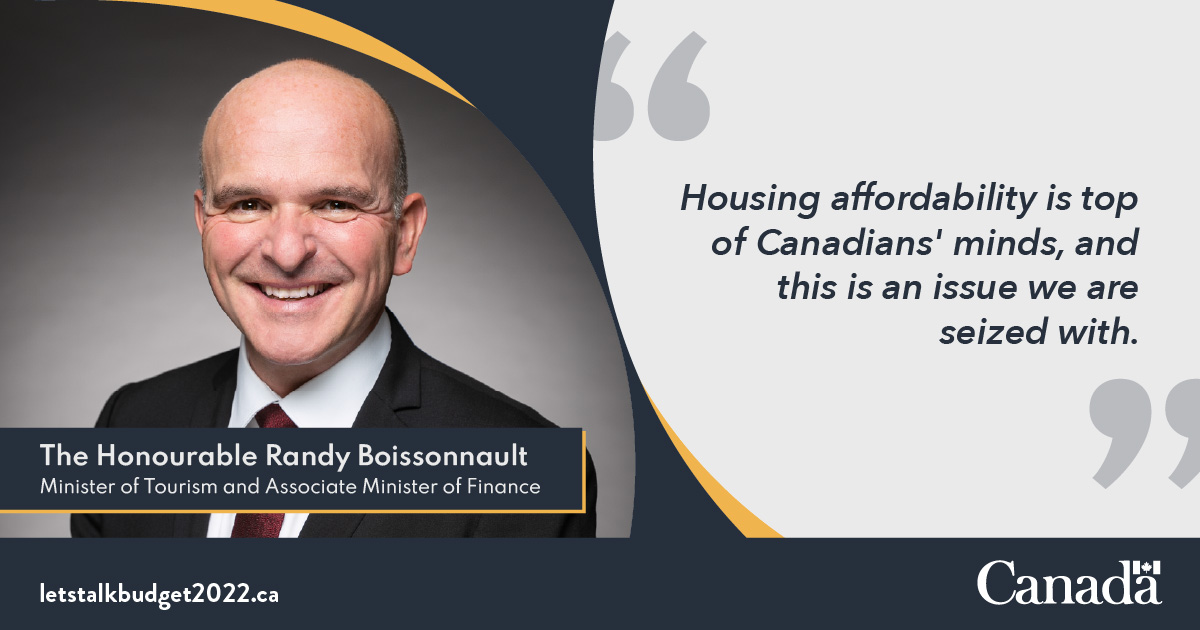 “
Housing affordability is top
of Canadians' minds, and
this is an issue we are
seized with.
”
The Honourable Randy Boissonnault
Minister of Tourism and Associate Minister of Finance
letstalkbudget2022.ca
Canada